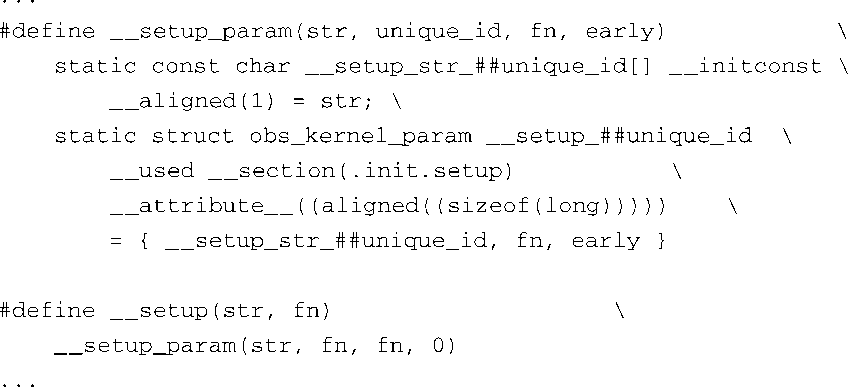 ...
#define __setup_param(str, unique_id, fn, early) \
static const char __setup_str_##unique_id[] __initconst \
__aligned(1) = str; \
static struct obs_kernel_param __setup_##unique_id \
__used __section(.init.setup) \
__attribute__((aligned((sizeof(long))))) \
= { __setup_str_##unique_id, fn, early }
#define __setup(str, fn) \
__setup_param(str, fn, fn, 0)
...